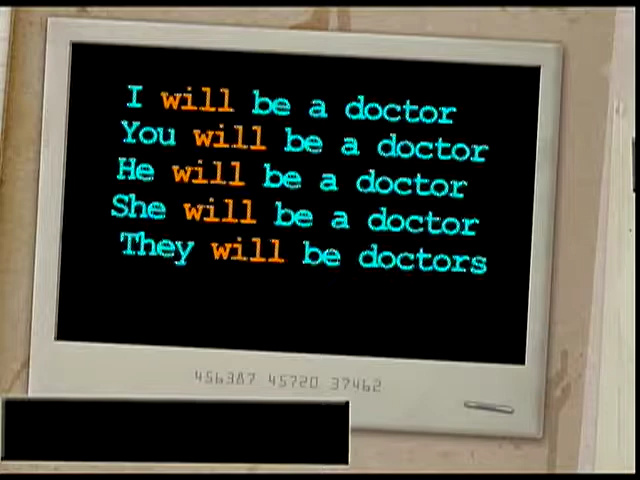 I will be a doctor
You will be a doctor
He will be a doctor
She will be a doctor
They will be doctors
456387 45720 37462